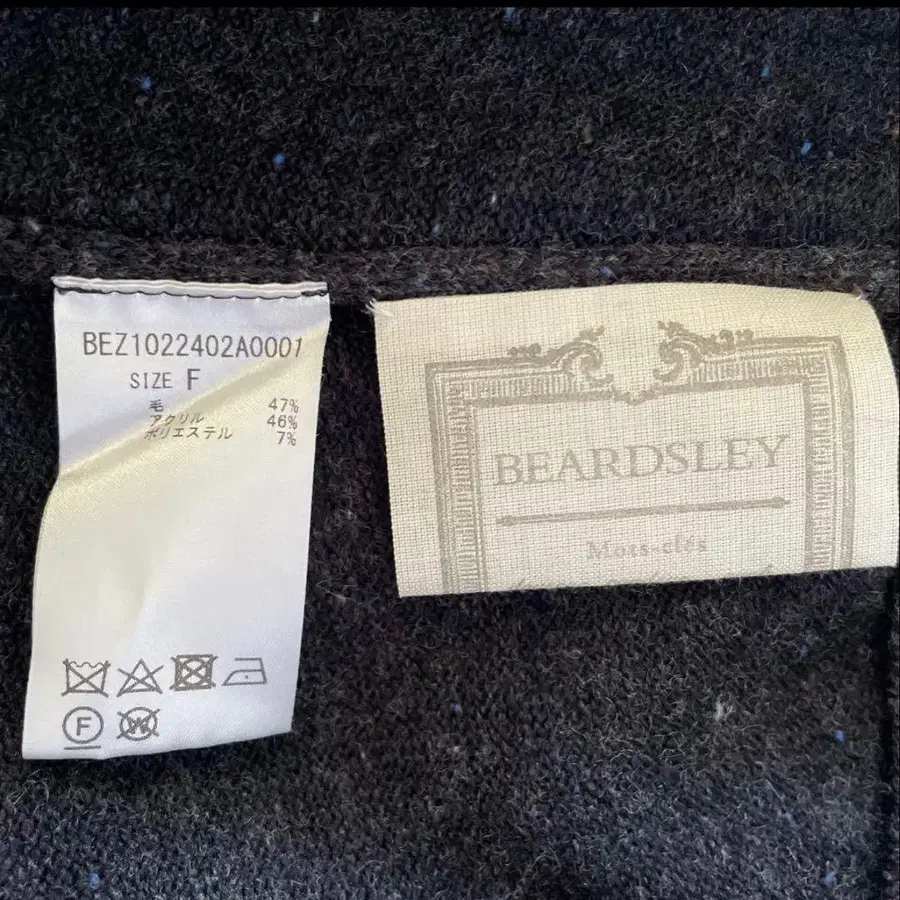 BEZ1022402A0001
SIZE F
毛 47%
アクリル 46%
ポリエステル 7%
F
W
BEARDSLEY
Mots-clés